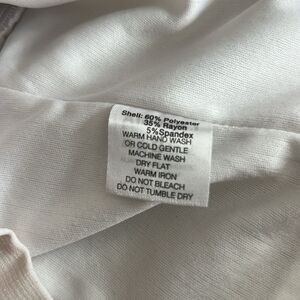 Shell: 60% Polyester
35% Rayon
5% Spandex
WARM HAND WASH
OR COLD GENTLE
MACHINE WASH
DRY FLAT
WARM IRON
DO NOT BLEACH
DO NOT TUMBLE DRY